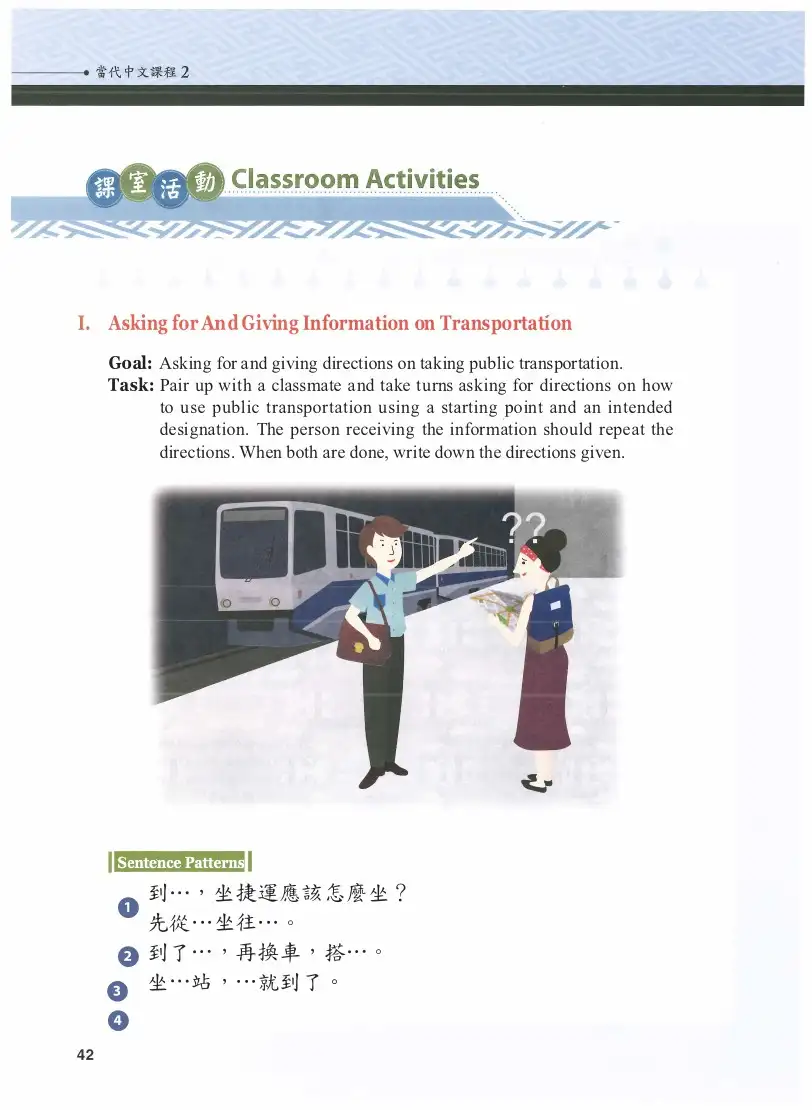 當代中文課程 2
課室活動 Classroom Activities
I. Asking for And Giving Information on Transportation
Goal: Asking for and giving directions on taking public transportation.
Task: Pair up with a classmate and take turns asking for directions on how
to use public transportation using a starting point and an intended
designation. The person receiving the information should repeat the
directions. When both are done, write down the directions given.
??
Sentence Patterns
1 到…，坐捷運應該怎麼坐？
先從…坐往…。
2 到了…，再換車，搭…。
3 坐…站，…就到了。
4
42